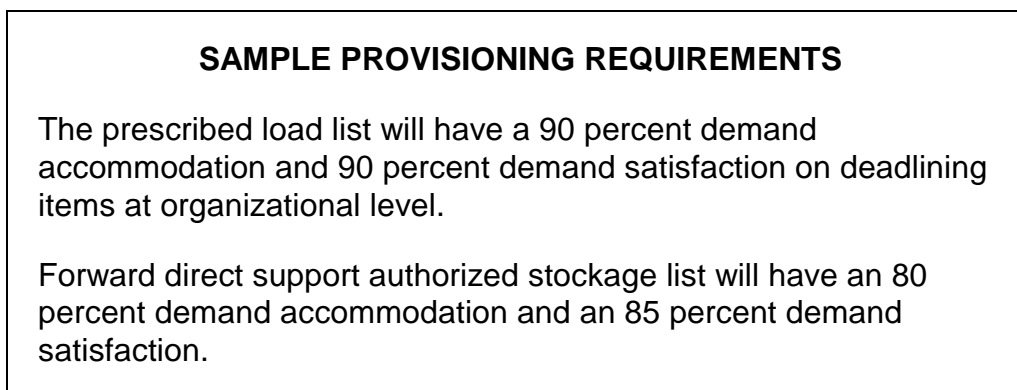 SAMPLE PROVISIONING REQUIREMENTS
The prescribed load list will have a 90 percent demand
accommodation and 90 percent demand satisfaction on deadlining
items at organizational level.
Forward direct support authorized stockage list will have an 80
percent demand accommodation and an 85 percent demand
satisfaction.